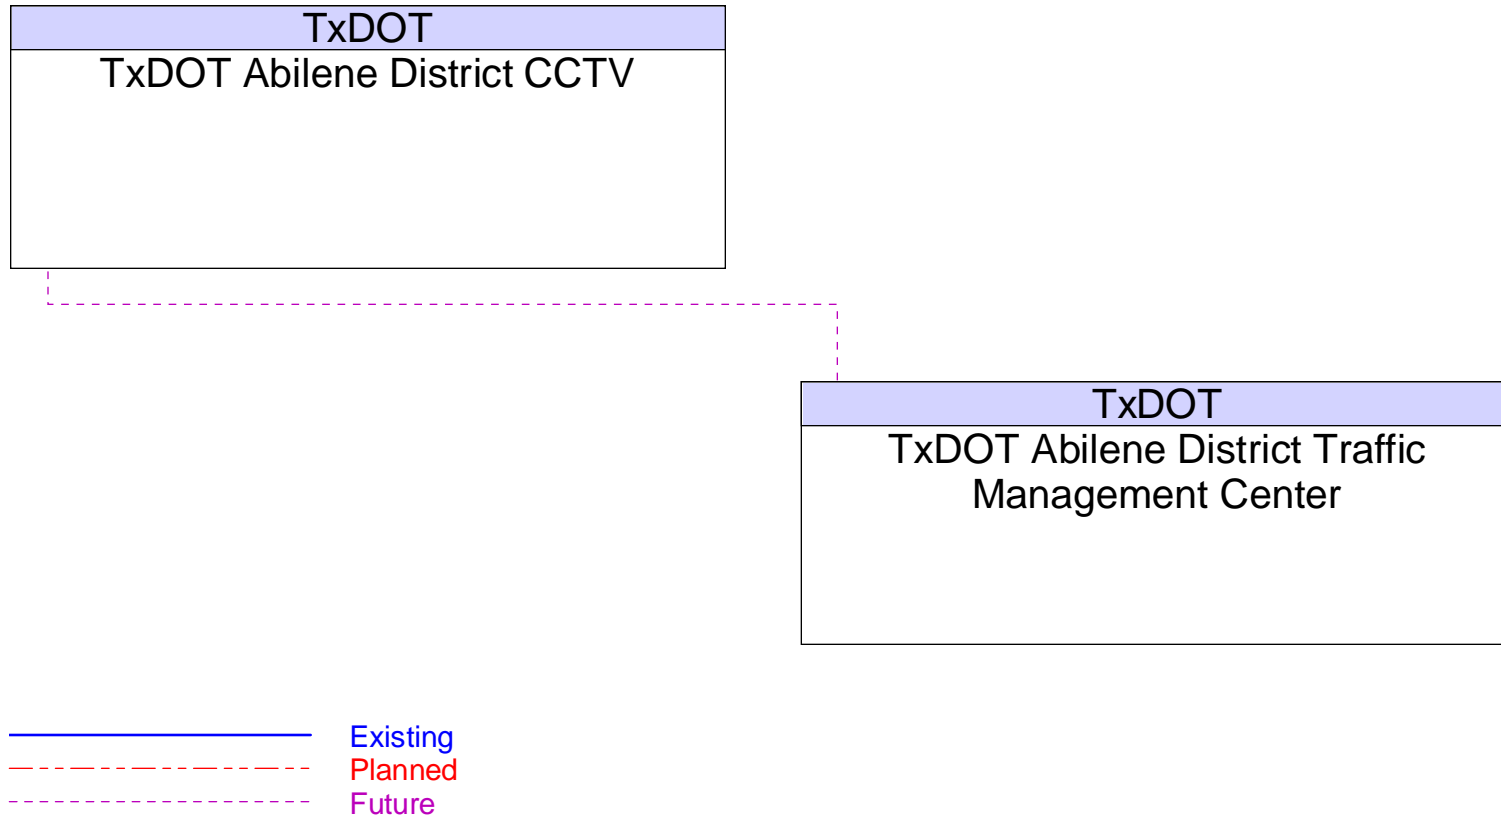 TxDOT
TxDOT Abilene District CCTV
TxDOT
TxDOT Abilene District Traffic
Management Center
Existing
Planned
Future